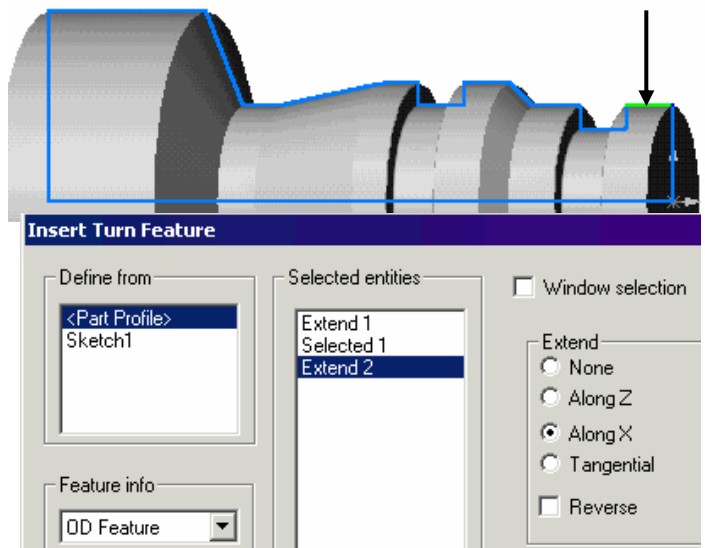 Insert Turn Feature
Define from
<Part Profile>
Sketch1
Feature info
OD Feature
Selected entities
Extend 1
Selected 1
Extend 2
Window selection
Extend
None
Along Z
Along X
Tangential
Reverse